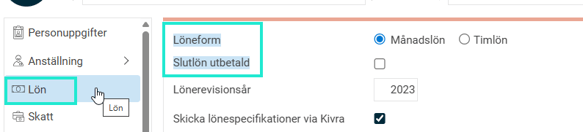 Personuppgifter
Anställning
Lön
Lön
Skatt
Löneform Månadslön Timlön
Slutlön utbetald
Lönerevisionsår 2023
Skicka lönespecifikationer via Kivra